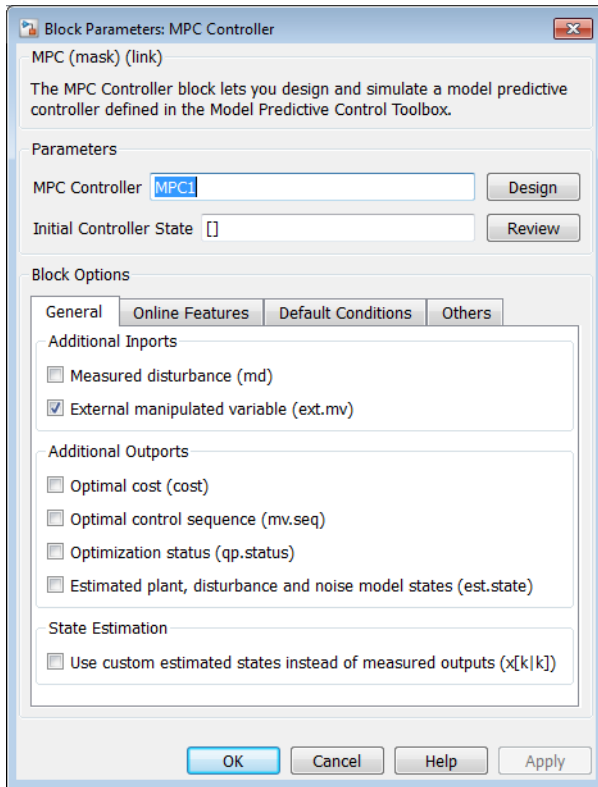 Block Parameters: MPC Controller
MPC (mask) (link)
The MPC Controller block lets you design and simulate a model predictive
controller defined in the Model Predictive Control Toolbox.
Parameters
MPC Controller MPC1 Design
Initial Controller State [] Review
Block Options
General Online Features Default Conditions Others
Additional Inports
Measured disturbance (md)
External manipulated variable (ext.mv)
Additional Outports
Optimal cost (cost)
Optimal control sequence (mv.seq)
Optimization status (qp.status)
Estimated plant, disturbance and noise model states (est.state)
State Estimation
Use custom estimated states instead of measured outputs (x[k|k])
OK Cancel Help Apply